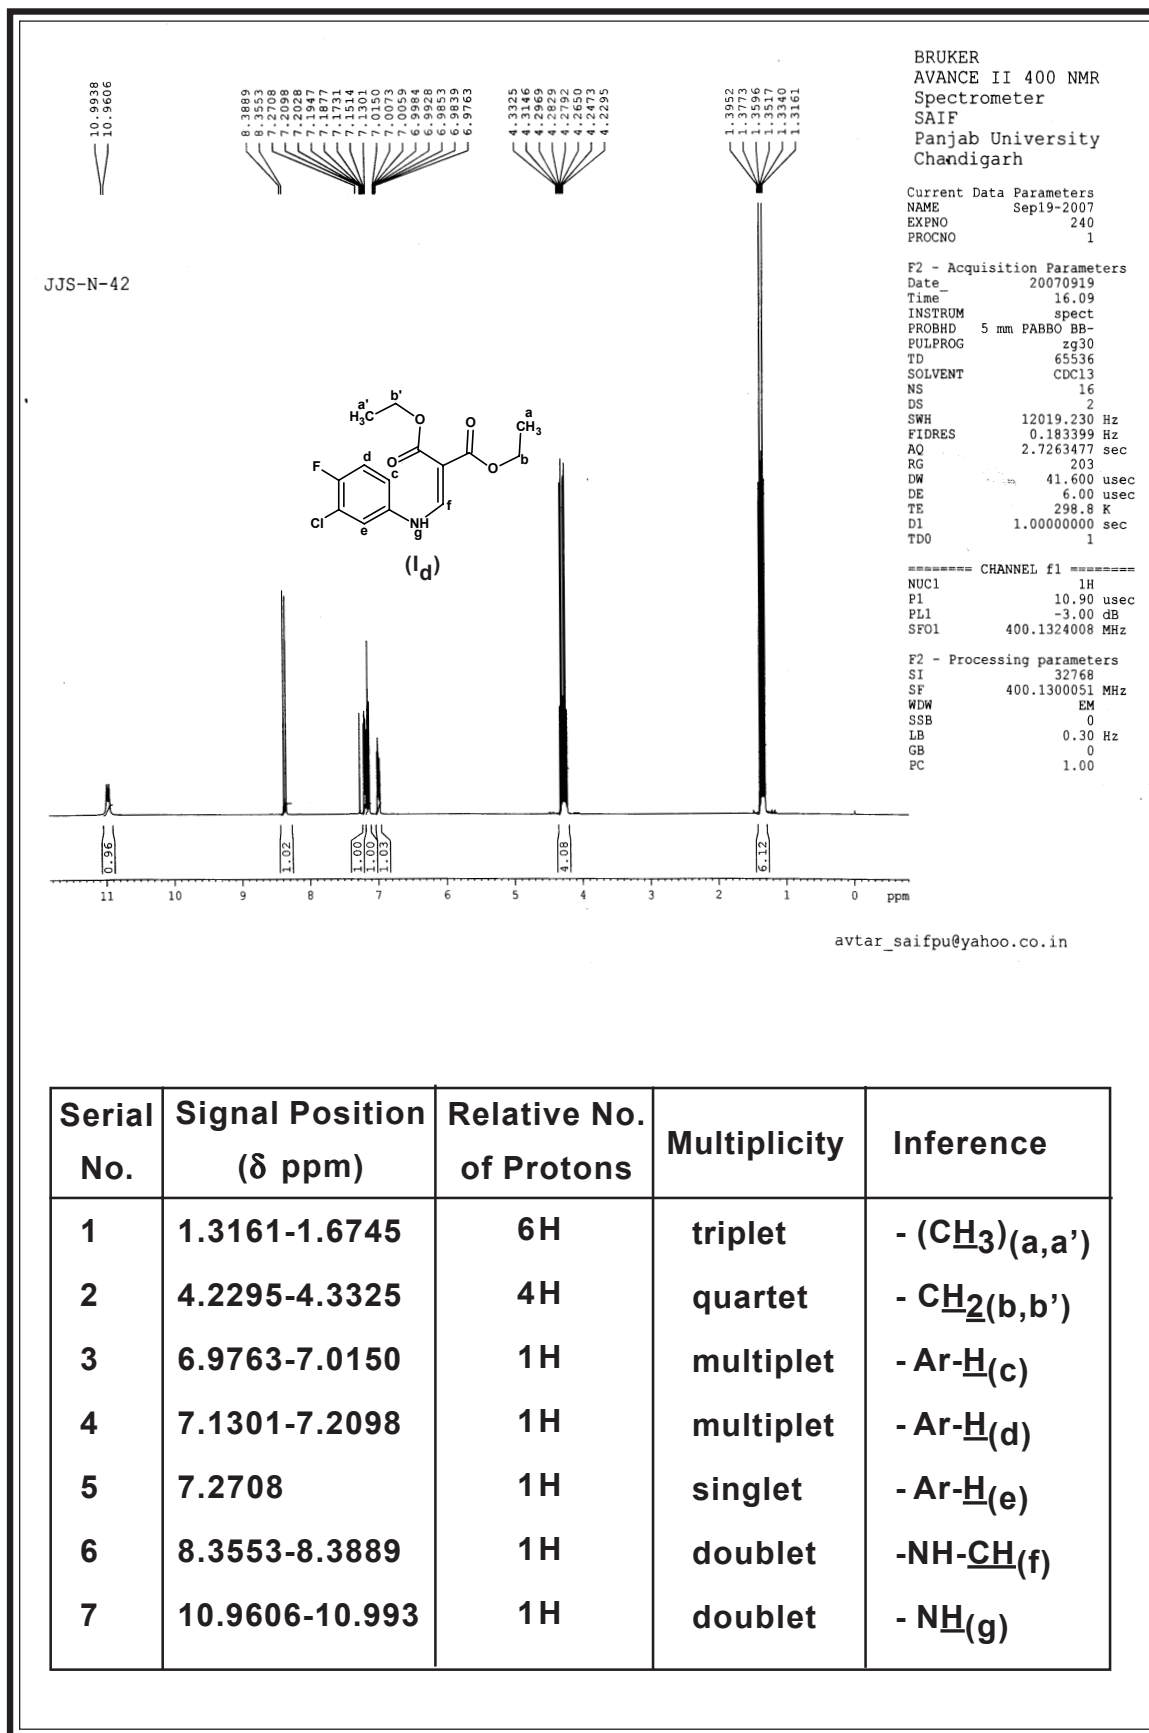 10.9938
10.9606
8.3889
8.3553
7.2708
7.2098
7.2028
7.1947
7.1877
7.1731
7.1514
7.1301
7.0150
7.0073
7.0059
6.9984
6.9928
6.9853
6.9839
6.9763
4.3325
4.3146
4.2969
4.2829
4.2792
4.2650
4.2473
4.2295
1.3952
1.3773
1.3596
1.3517
1.3340
1.3161
BRUKER
AVANCE II 400 NMR
Spectrometer
SAIF
Panjab University
Chandigarh
Current Data Parameters
NAME Sep19-2007
EXPNO 240
PROCNO 1
F2 - Acquisition Parameters
Date_ 20070919
Time 16.09
INSTRUM spect
PROBHD 5 mm PABBO BB-
PULPROG zg30
TD 65536
SOLVENT CDCl3
NS 16
DS 2
SWH 12019.230 Hz
FIDRES 0.183399 Hz
AQ 2.7263477 sec
RG 203
DW 41.600 usec
DE 6.00 usec
TE 298.8 K
D1 1.00000000 sec
TD0 1
======== CHANNEL f1 ========
NUC1 1H
P1 10.90 usec
PL1 -3.00 dB
SFO1 400.1324008 MHz
F2 - Processing parameters
SI 32768
SF 400.1300051 MHz
WDW EM
SSB 0
LB 0.30 Hz
GB 0
PC 1.00
JJS-N-42
a' b'
H3C O O a
CH3
O O b
F d c
f
Cl e NH
g
(Id)
0.96 1.02 1.00 1.00 1.03 4.08 6.12
11 10 9 8 7 6 5 4 3 2 1 0 ppm
avtar_saifpu@yahoo.co.in
Serial No. Signal Position (δ ppm) Relative No. of Protons Multiplicity Inference
1 1.3161-1.6745 6H triplet - (CH3)(a,a’)
2 4.2295-4.3325 4H quartet - CH2(b,b’)
3 6.9763-7.0150 1H multiplet - Ar-H(c)
4 7.1301-7.2098 1H multiplet - Ar-H(d)
5 7.2708 1H singlet - Ar-H(e)
6 8.3553-8.3889 1H doublet -NH-CH(f)
7 10.9606-10.993 1H doublet - NH(g)